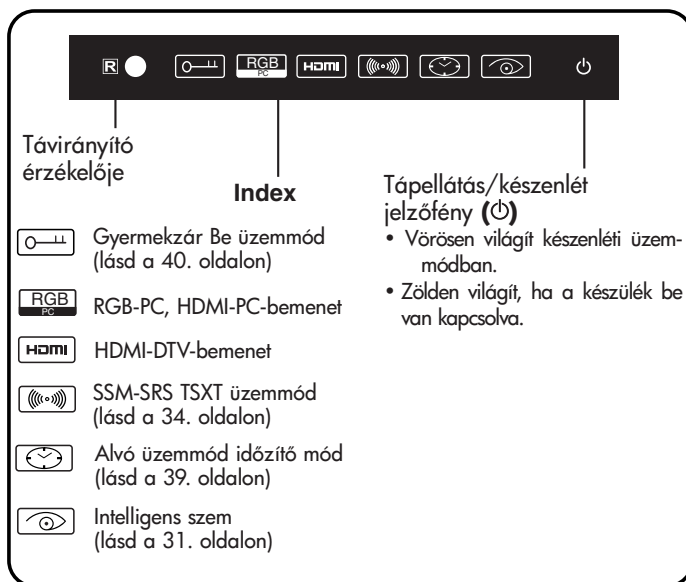 R RGB PC HDMI
Távirányító
érzékelője
Index
Gyermekzár Be üzemmód
(lásd a 40. oldalon)
RGB PC RGB-PC, HDMI-PC-bemenet
HDMI HDMI-DTV-bemenet
SSM-SRS TSXT üzemmód
(lásd a 34. oldalon)
Alvó üzemmód időzítő mód
(lásd a 39. oldalon)
Intelligens szem
(lásd a 31. oldalon)
Tápellátás/készenlét
jelzőfény (⏻)
• Vörösen világít készenléti üzem-
módban.
• Zölden világít, ha a készülék be
van kapcsolva.